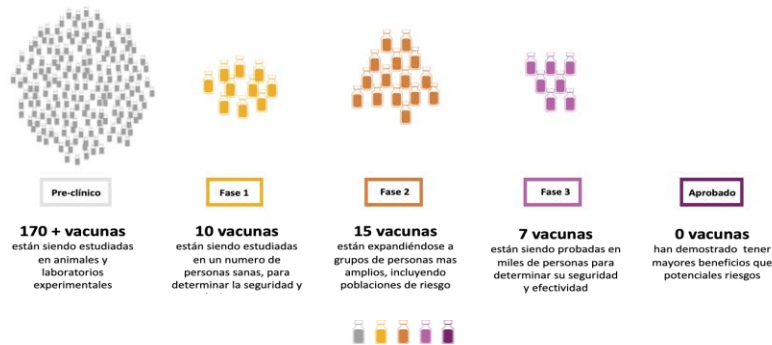 Pre-clínico
Fase 1
Fase 2
Fase 3
Aprobado
170 + vacunas
están siendo estudiadas
en animales y
laboratorios
experimentales
10 vacunas
están siendo estudiadas
en un numero de
personas sanas, para
determinar la seguridad y
15 vacunas
están expandiéndose a
grupos de personas mas
amplios, incluyendo
poblaciones de riesgo
7 vacunas
están siendo probadas en
miles de personas para
determinar su seguridad
y efectividad
0 vacunas
han demostrado tener
mayores beneficios que
potenciales riesgos